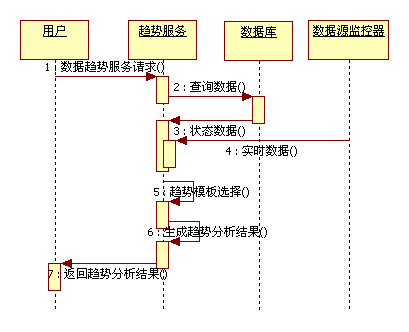 用户
趋势服务
数据库
数据源监控器
1：数据趋势服务请求()
2：查询数据()
3：状态数据()
4：实时数据()
5：趋势模板选择()
6：生成趋势分析结果()
7：返回趋势分析结果()